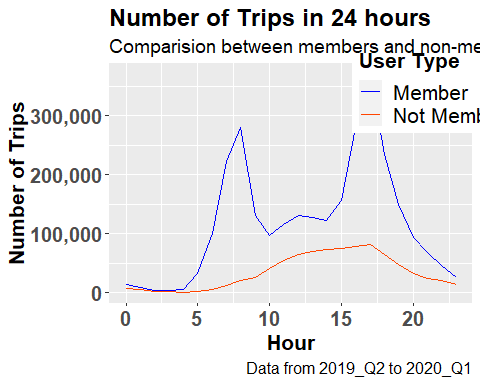 Number of Trips in 24 hours
Comparision between members and non-me
User Type
Member
Not Memb
Number of Trips
300,000
200,000
100,000
0
0
5
10
15
20
Hour
Data from 2019_Q2 to 2020_Q1